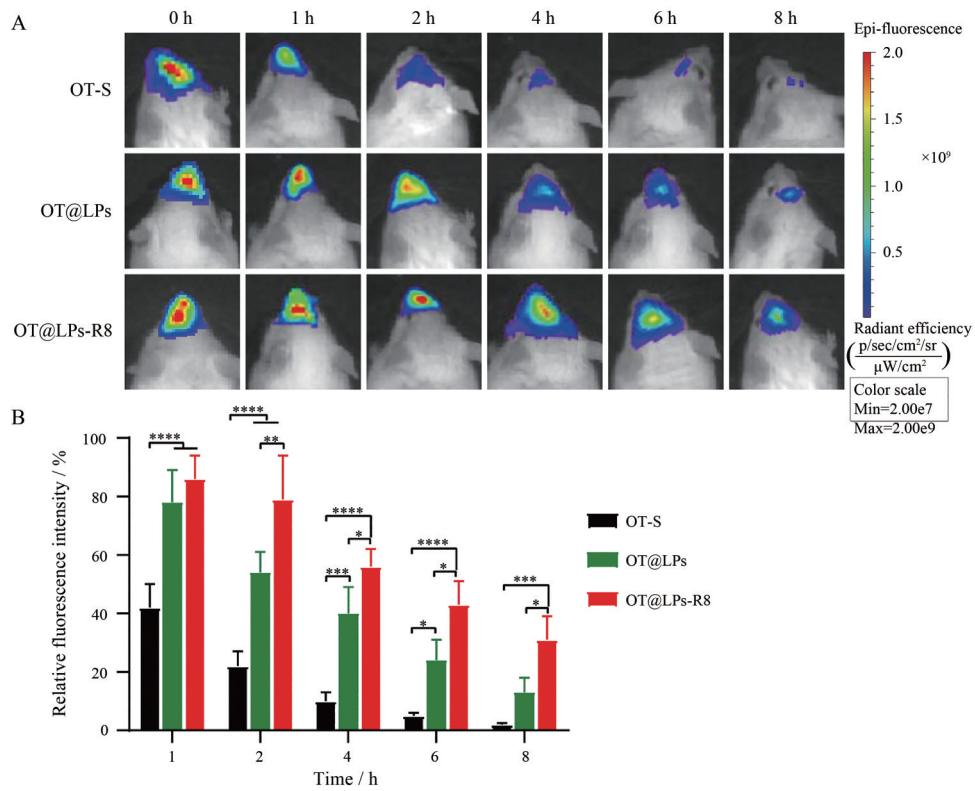 A
0 h 1 h 2 h 4 h 6 h 8 h
Epi-fluorescence
OT-S
OT@LPs
OT@LPs-R8
2.0
1.5
×10⁹
1.0
0.5
Radiant efficiency
(p/sec/cm²/sr
μW/cm²)
Color scale
Min=2.00e7
Max=2.00e9
B
Relative fluorescence intensity / %
100
80
60
40
20
0
**** **** ** **** *** * **** * * *** *
1 2 4 6 8
Time / h
OT-S
OT@LPs
OT@LPs-R8